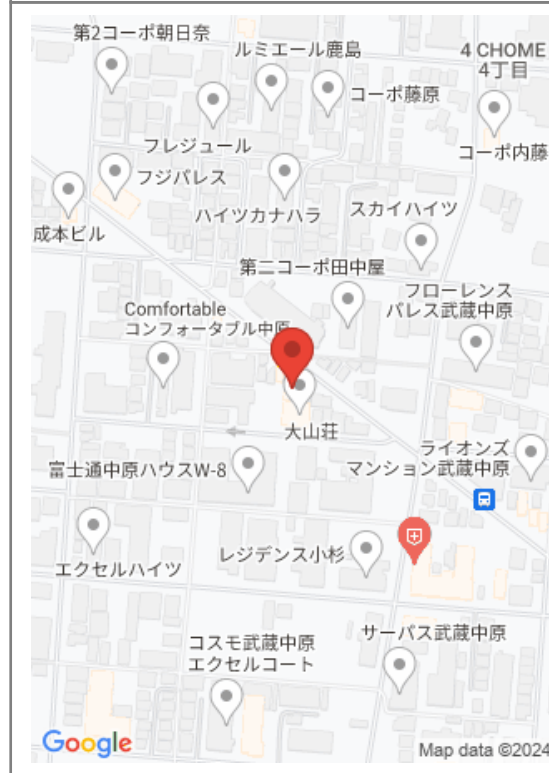 第2コーポ朝日奈
ルミエール鹿島
4 CHOME
4丁目
コーポ藤原
コーポ内藤
フレジュール
フジパレス
ハイツカナハラ
スカイハイツ
成本ビル
第二コーポ田中屋
フローレンス
パレス武蔵中原
Comfortable
コンフォータブル中原
大山荘
ライオンズ
マンション武蔵中原
富士通中原ハウスW-8
エクセルハイツ
レジデンス小杉
コスモ武蔵中原
エクセルコート
サーパス武蔵中原
Google
Map data ©2024